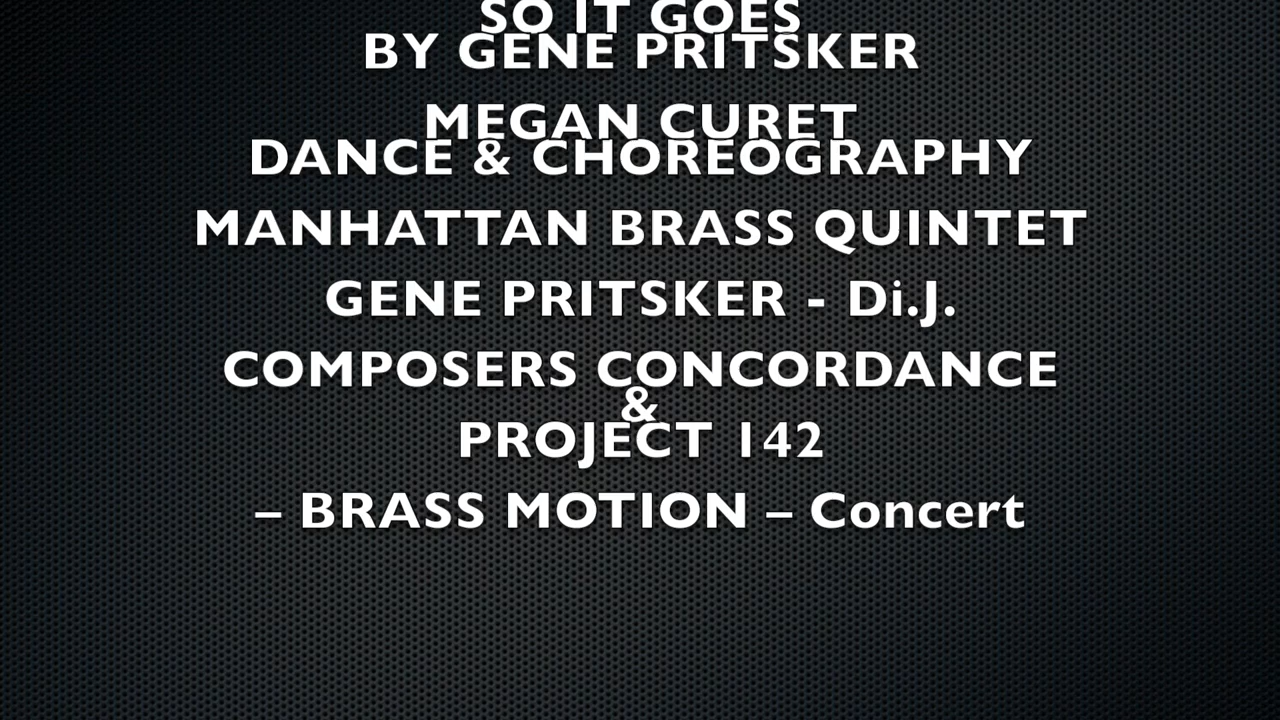 SO IT GOES
BY GENE PRITSKER
MEGAN CURET
DANCE & CHOREOGRAPHY
MANHATTAN BRASS QUINTET
GENE PRITSKER - Di.J.
COMPOSERS CONCORDANCE
&
PROJECT 142
– BRASS MOTION – Concert